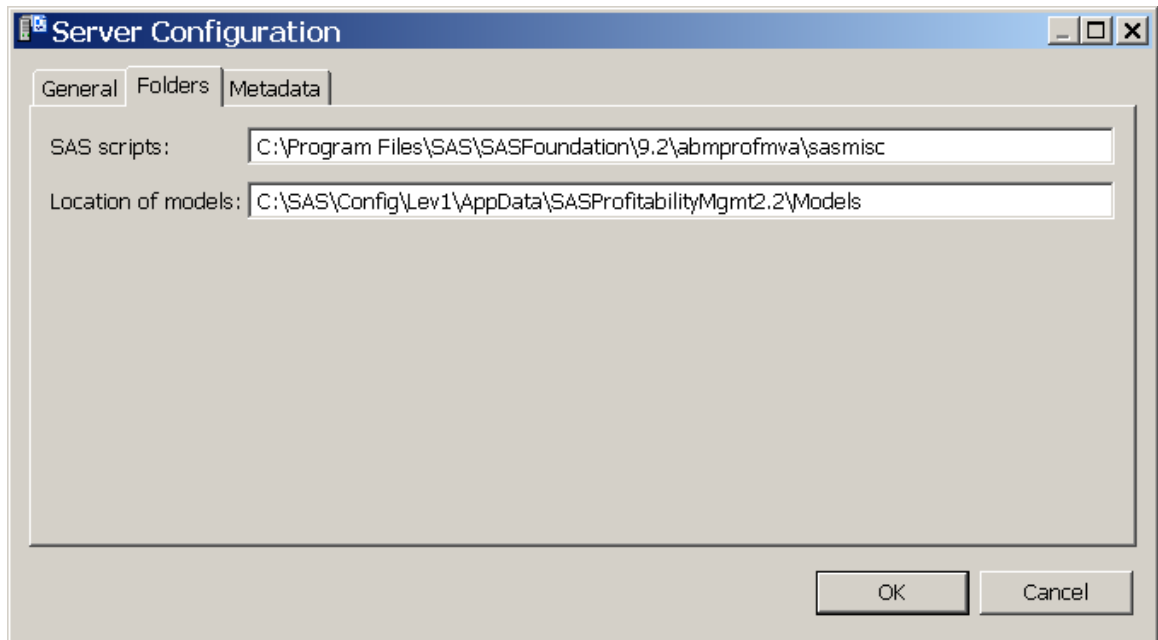 Server Configuration
General Folders Metadata
SAS scripts: C:\Program Files\SAS\SASFoundation\9.2\abmprofmva\sasmisc
Location of models: C:\SAS\Config\Lev1\AppData\SASProfitabilityMgmt2.2\Models
OK Cancel